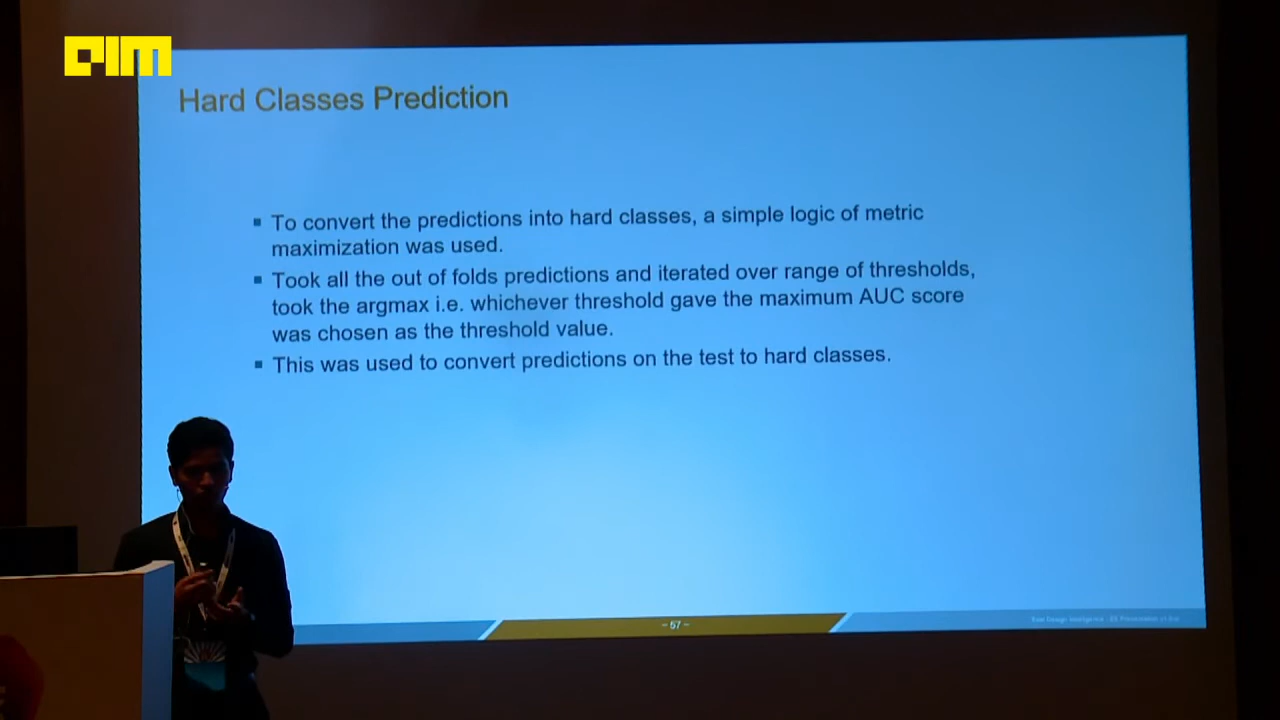 AIM
Hard Classes Prediction
▪ To convert the predictions into hard classes, a simple logic of metric
maximization was used.
▪ Took all the out of folds predictions and iterated over range of thresholds,
took the argmax i.e. whichever threshold gave the maximum AUC score
was chosen as the threshold value.
▪ This was used to convert predictions on the test to hard classes.
– 57 –